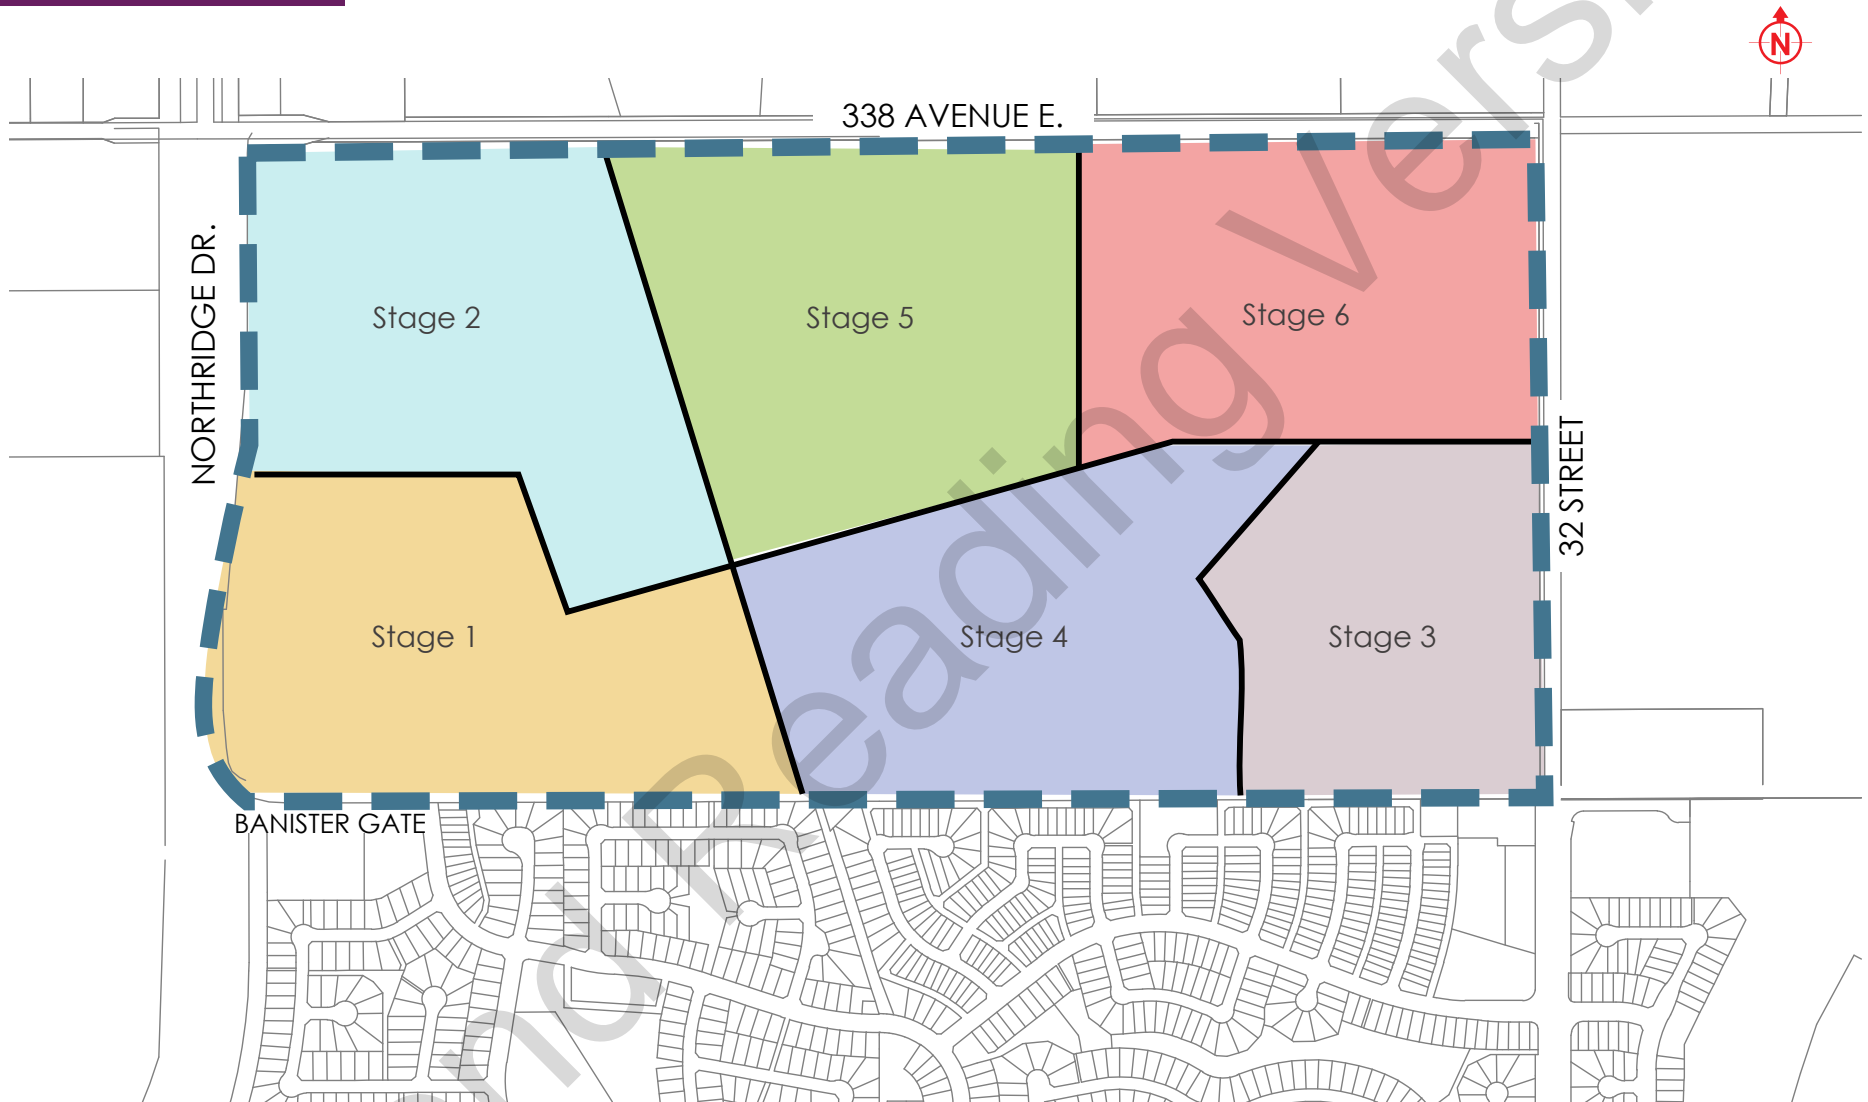 N
338 AVENUE E.
NORTHRIDGE DR.
Stage 2
Stage 5
Stage 6
32 STREET
Stage 1
Stage 4
Stage 3
BANISTER GATE
nd Reading Vers